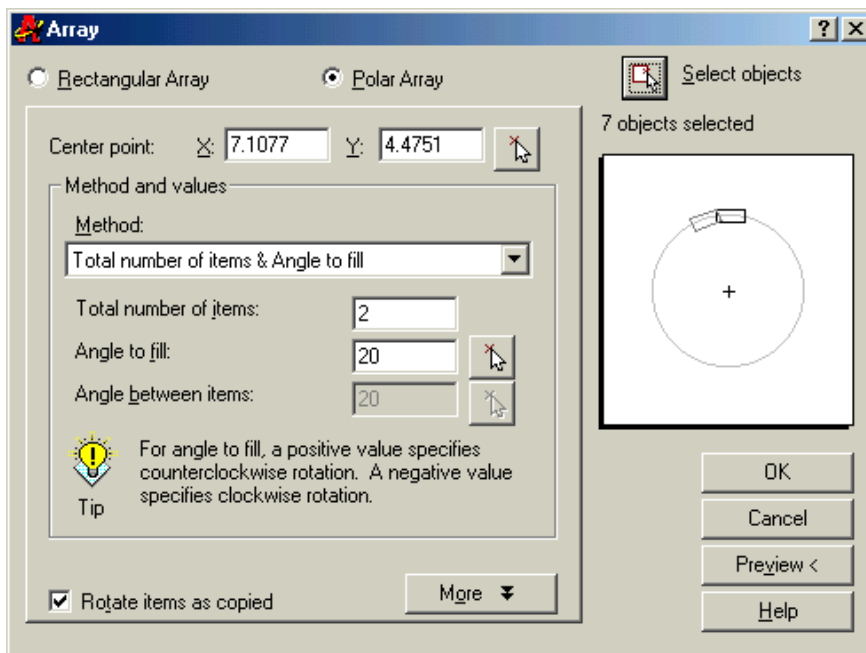 Array
Rectangular Array
Polar Array
Select objects
7 objects selected
Center point: X: 7.1077 Y: 4.4751
Method and values
Method:
Total number of items & Angle to fill
Total number of items: 2
Angle to fill: 20
Angle between items: 20
For angle to fill, a positive value specifies
counterclockwise rotation. A negative value
specifies clockwise rotation.
Tip
Rotate items as copied
More
OK
Cancel
Preview <
Help